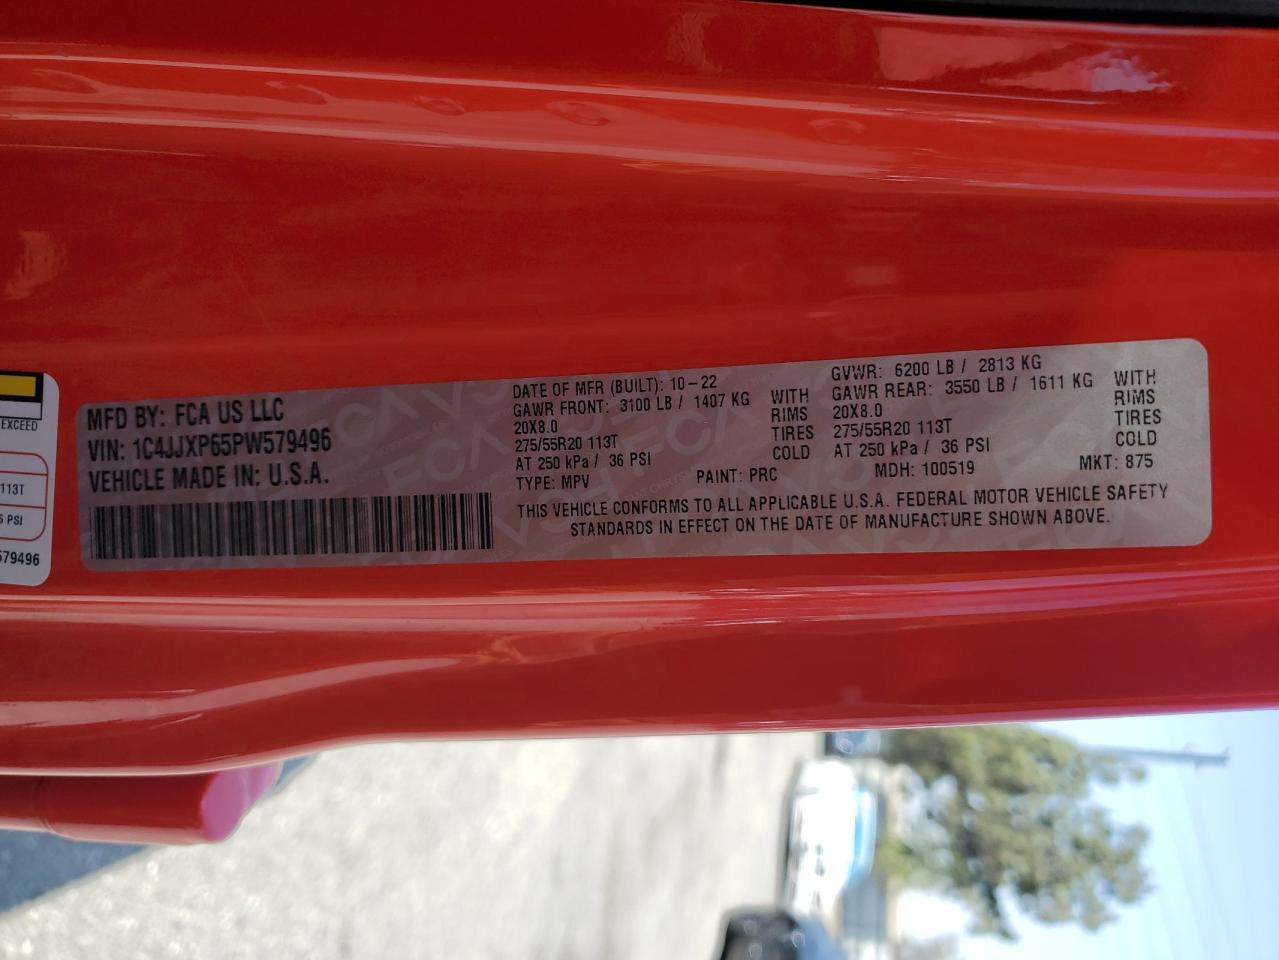 EXCEED
113T
5 PSI
579496
MFD BY: FCA US LLC
VIN: 1C4JJXP65PW579496
VEHICLE MADE IN: U.S.A.
DATE OF MFR (BUILT): 10-22
GAWR FRONT: 3100 LB / 1407 KG WITH
20X8.0 RIMS
275/55R20 113T TIRES
AT 250 kPa / 36 PSI COLD
TYPE: MPV PAINT: PRC
GVWR: 6200 LB / 2813 KG
GAWR REAR: 3550 LB / 1611 KG WITH
20X8.0 RIMS
275/55R20 113T TIRES
AT 250 kPa / 36 PSI COLD
MDH: 100519 MKT: 875
THIS VEHICLE CONFORMS TO ALL APPLICABLE U.S.A. FEDERAL MOTOR VEHICLE SAFETY
STANDARDS IN EFFECT ON THE DATE OF MANUFACTURE SHOWN ABOVE.